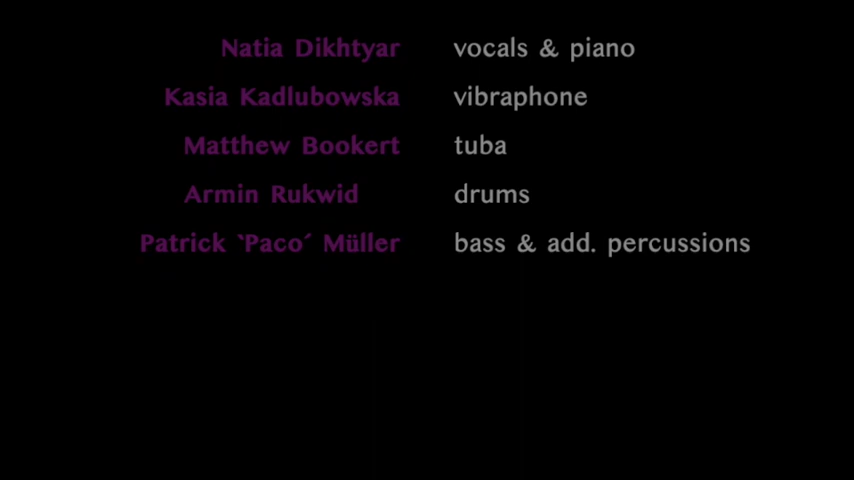 Natia Dikhtyar vocals & piano
Kasia Kadlubowska vibraphone
Matthew Bookert tuba
Armin Rukwid drums
Patrick `Paco´ Müller bass & add. percussions